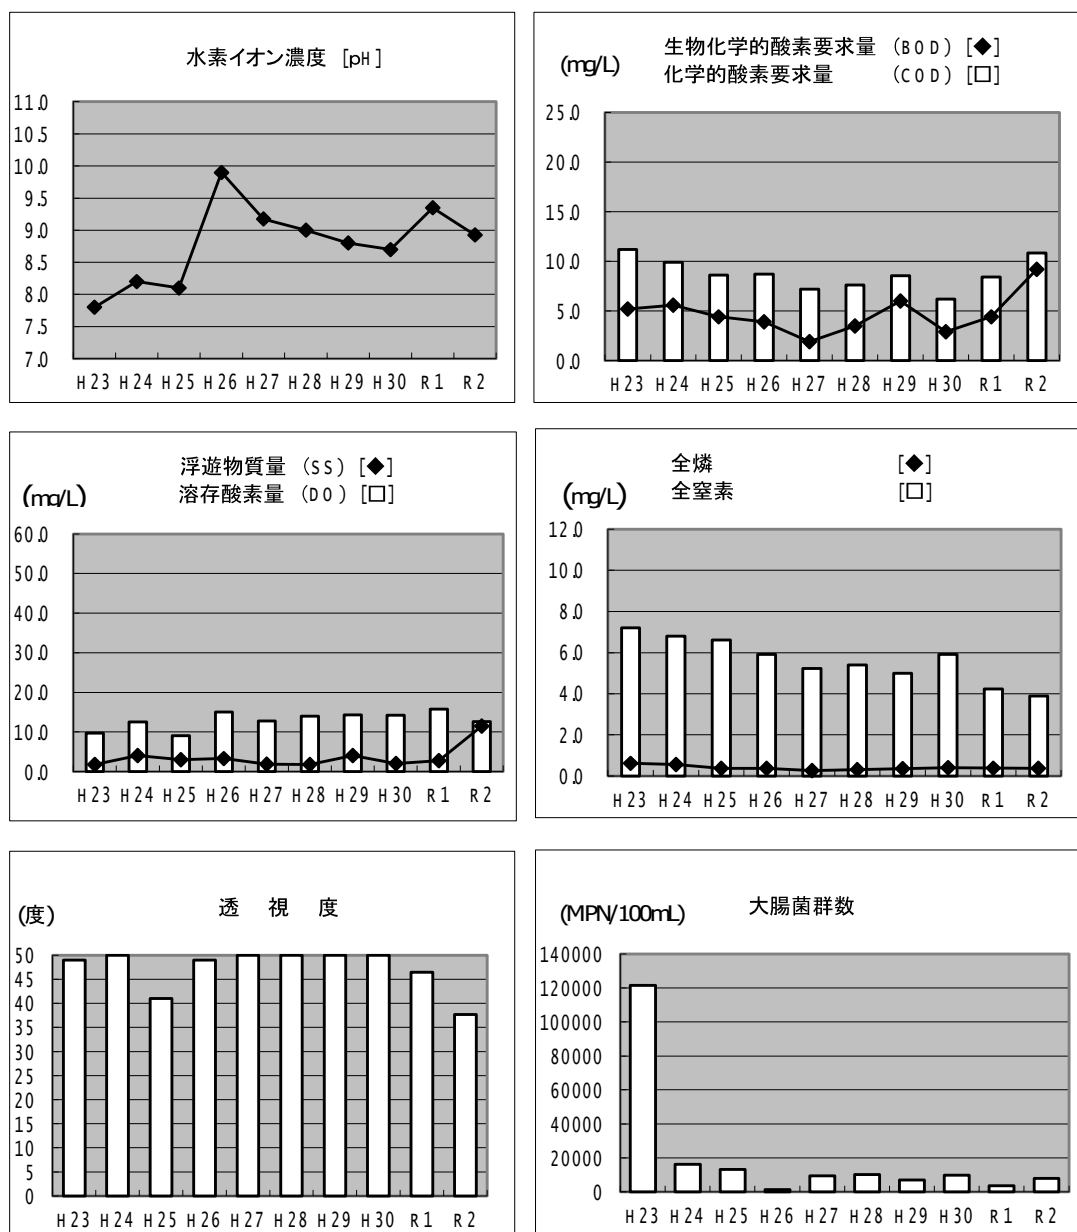 水素イオン濃度 [pH]
11.0
10.5
10.0
9.5
9.0
8.5
8.0
7.5
7.0
H23 H24 H25 H26 H27 H28 H29 H30 R1 R2
生物化学的酸素要求量 (BOD) [◆]
(mg/L)
化学的酸素要求量 (COD) [□]
25.0
20.0
15.0
10.0
5.0
0.0
H23 H24 H25 H26 H27 H28 H29 H30 R1 R2
浮遊物質量 (SS) [◆]
(mg/L)
溶存酸素量 (DO) [□]
60.0
50.0
40.0
30.0
20.0
10.0
0.0
H23 H24 H25 H26 H27 H28 H29 H30 R1 R2
全燐 [◆]
(mg/L)
全窒素 [□]
12.0
10.0
8.0
6.0
4.0
2.0
0.0
H23 H24 H25 H26 H27 H28 H29 H30 R1 R2
(度)
透 視 度
50
45
40
35
30
25
20
15
10
5
0
H23 H24 H25 H26 H27 H28 H29 H30 R1 R2
(MPN/100mL)
大腸菌群数
140000
120000
100000
80000
60000
40000
20000
0
H23 H24 H25 H26 H27 H28 H29 H30 R1 R2